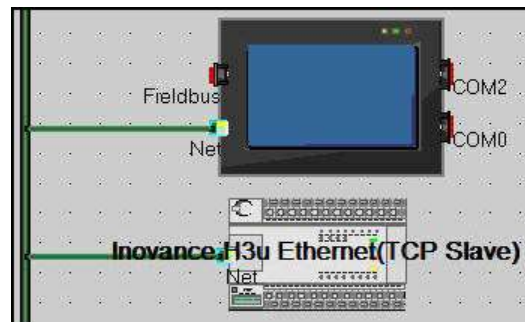 Fieldbus
COM2
Net
COM0
Inovance H3u Ethernet(TCP Slave)
Net